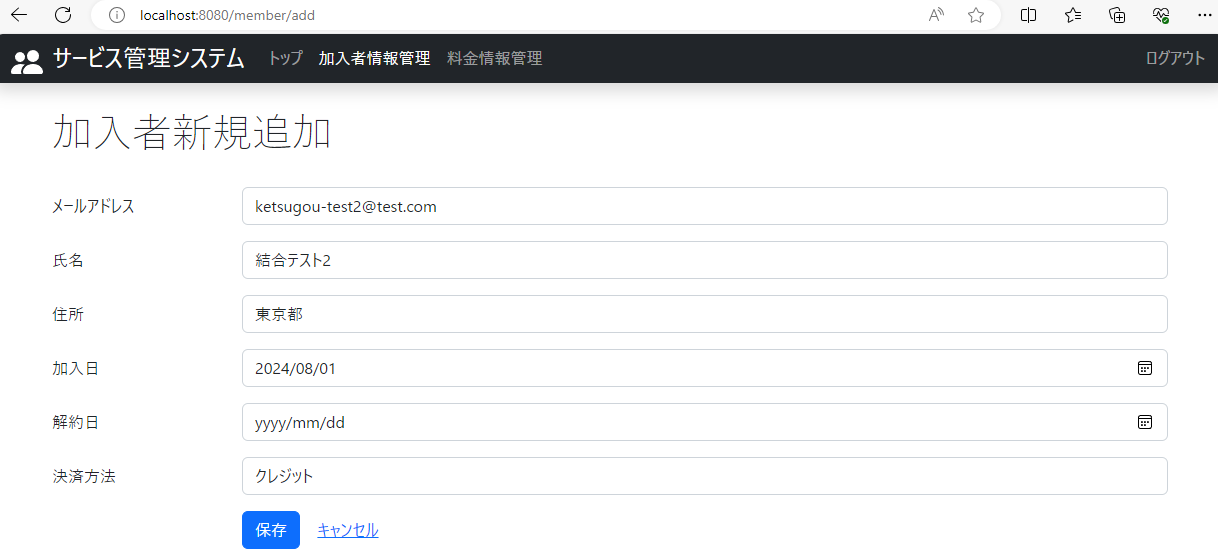 localhost:8080/member/add
サービス管理システム トップ 加入者情報管理 料金情報管理 ログアウト
加入者新規追加
メールアドレス ketsugou-test2@test.com
氏名 結合テスト2
住所 東京都
加入日 2024/08/01
解約日 yyyy/mm/dd
決済方法 クレジット
保存 キャンセル